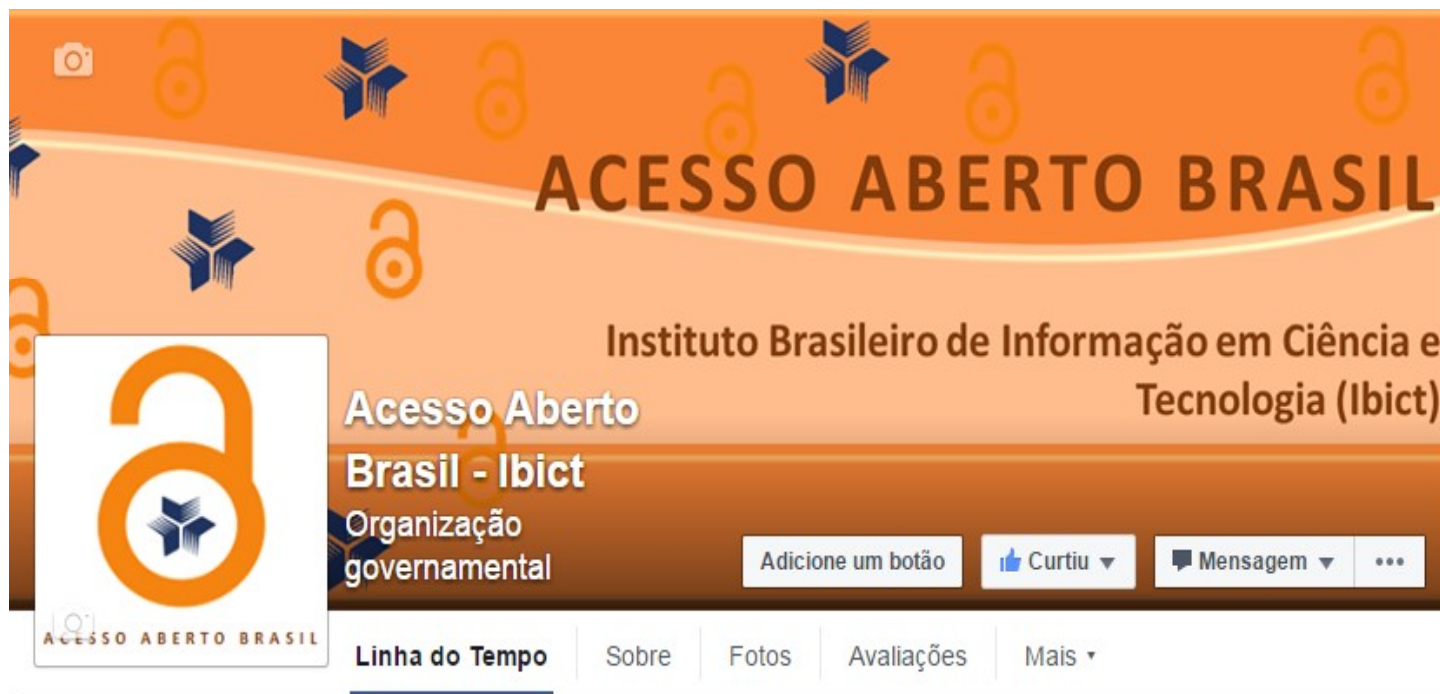 ACESSO ABERTO BRASIL
Instituto Brasileiro de Informação em Ciência e
Tecnologia (Ibict)
Acesso Aberto
Brasil - Ibict
Organização
governamental
Adicione um botão
Curtiu
Mensagem
ACESSO ABERTO BRASIL
Linha do Tempo
Sobre
Fotos
Avaliações
Mais